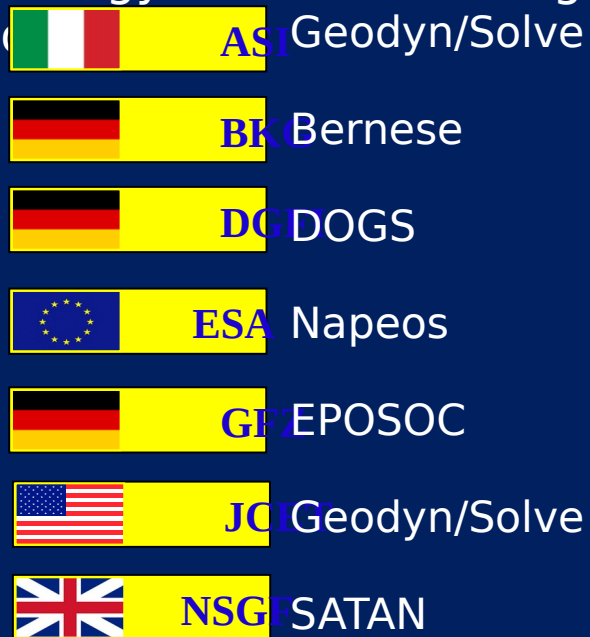 ASI Geodyn/Solve
BKG Bernese
DGFI DOGS
ESA Napeos
GFZ EPOSOC
JCET Geodyn/Solve
NSGF SATAN